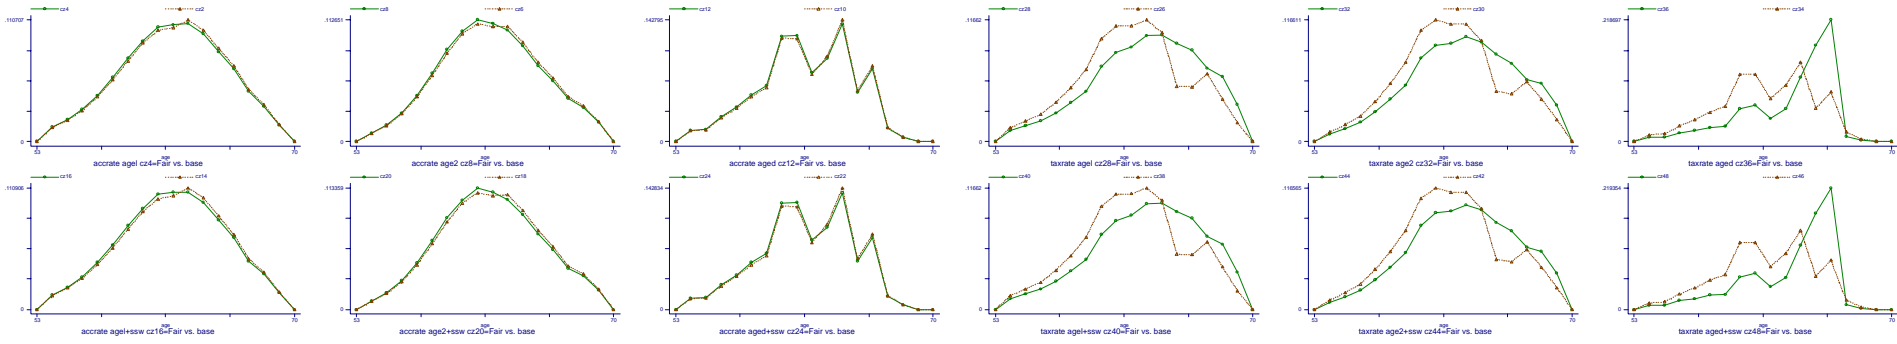 cz4 cz2
.110707
0
53 age 70
accrate agel cz4=Fair vs. base
cz8 cz6
.112651
0
53 age 70
accrate age2 cz8=Fair vs. base
cz12 cz10
.142795
0
53 age 70
accrate aged cz12=Fair vs. base
cz28 cz26
.11662
0
53 age 70
taxrate agel cz28=Fair vs. base
cz32 cz30
.116611
0
53 age 70
taxrate age2 cz32=Fair vs. base
cz36 cz34
.218697
0
53 age 70
taxrate aged cz36=Fair vs. base
cz16 cz14
.110906
0
53 age 70
accrate agel+ssw cz16=Fair vs. base
cz20 cz18
.113359
0
53 age 70
accrate age2+ssw cz20=Fair vs. base
cz24 cz22
.142834
0
53 age 70
accrate aged+ssw cz24=Fair vs. base
cz40 cz38
.11662
0
53 age 70
taxrate agel+ssw cz40=Fair vs. base
cz44 cz42
.116565
0
53 age 70
taxrate age2+ssw cz44=Fair vs. base
cz48 cz46
.219354
0
53 age 70
taxrate aged+ssw cz48=Fair vs. base